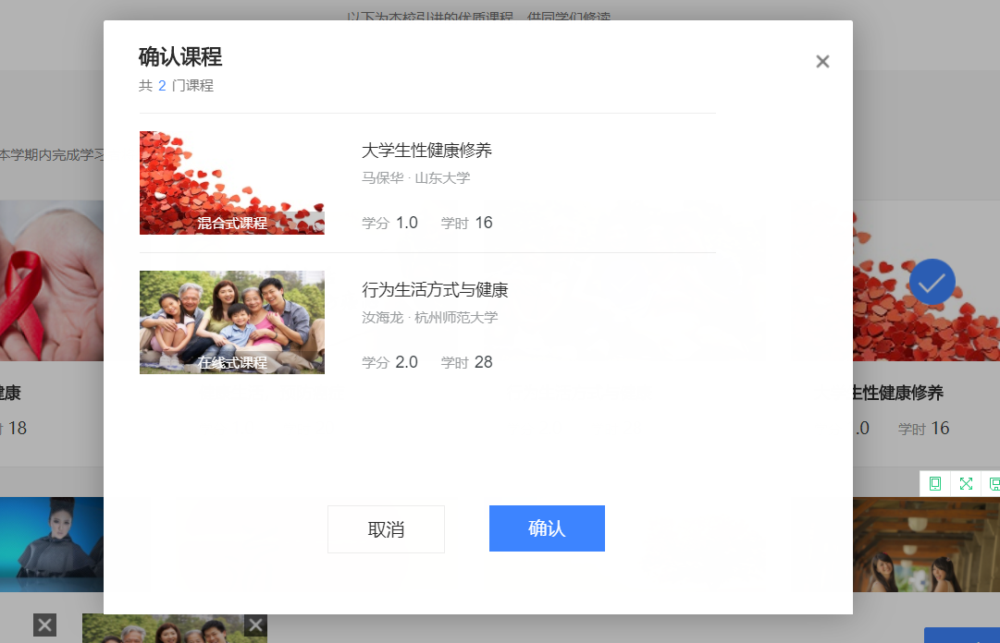 以下为本校引进的优质课程，供同学们修读
确认课程
共 2 门课程
本学期内完成学习
大学生性健康修养
马保华 · 山东大学
混合式课程
学分 1.0 学时 16
行为生活方式与健康
汝海龙 · 杭州师范大学
在线式课程
学分 2.0 学时 28
健康
18
生性健康修养
.0 学时 16
取消
确认